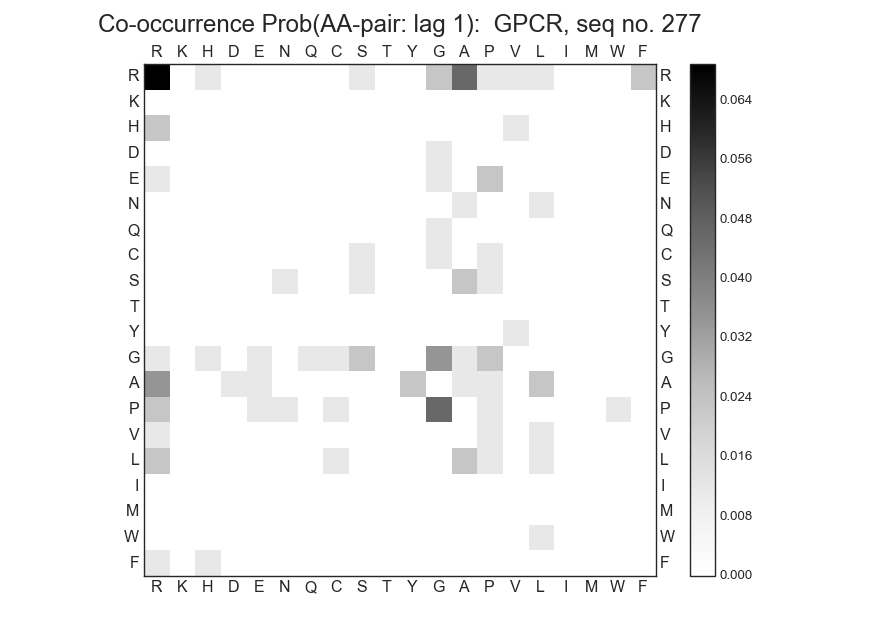 Co-occurrence Prob(AA-pair: lag 1):  GPCR, seq no. 277
R K H D E N Q C S T Y G A P V L I M W F
R R
K K
H H
D D
E E
N N
Q Q
C C
S S
T T
Y Y
G G
A A
P P
V V
L L
I I
M M
W W
F F
R K H D E N Q C S T Y G A P V L I M W F
0.064
0.056
0.048
0.040
0.032
0.024
0.016
0.008
0.000